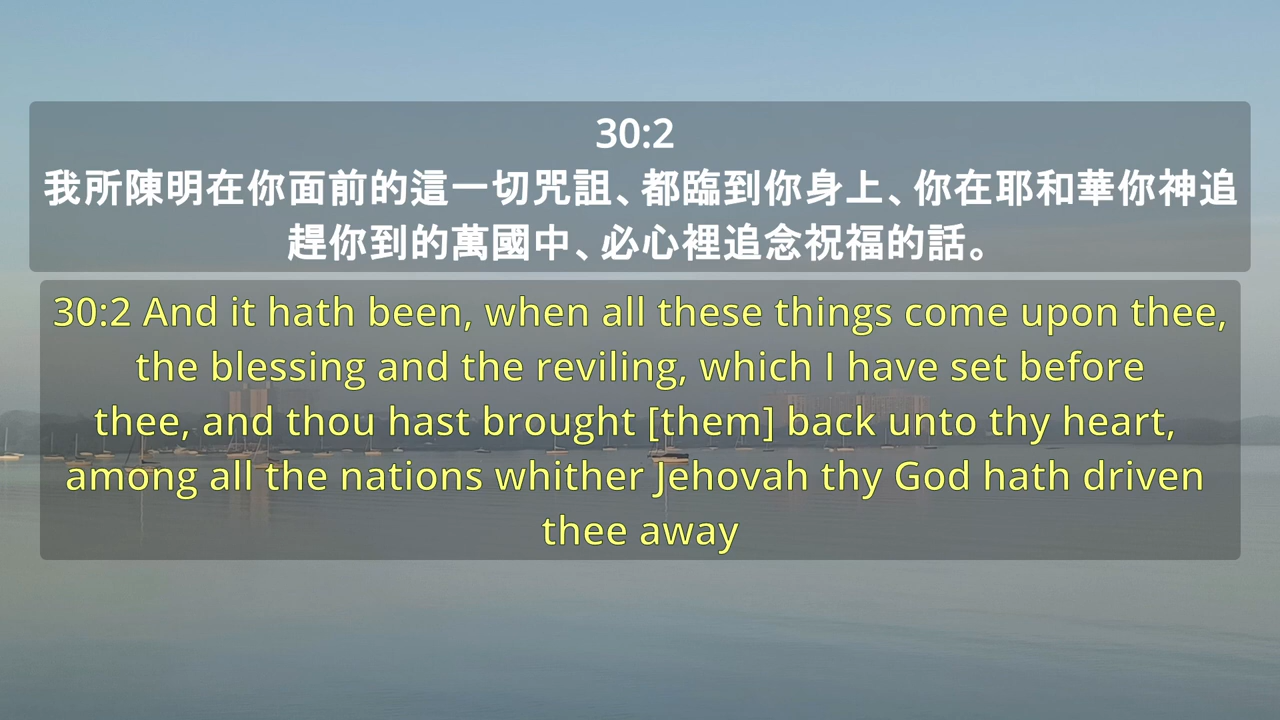 30:2
我所陳明在你面前的這一切咒詛、都臨到你身上、你在耶和華你神追
趕你到的萬國中、必心裡追念祝福的話。
30:2 And it hath been, when all these things come upon thee,
the blessing and the reviling, which I have set before
thee, and thou hast brought [them] back unto thy heart,
among all the nations whither Jehovah thy God hath driven
thee away